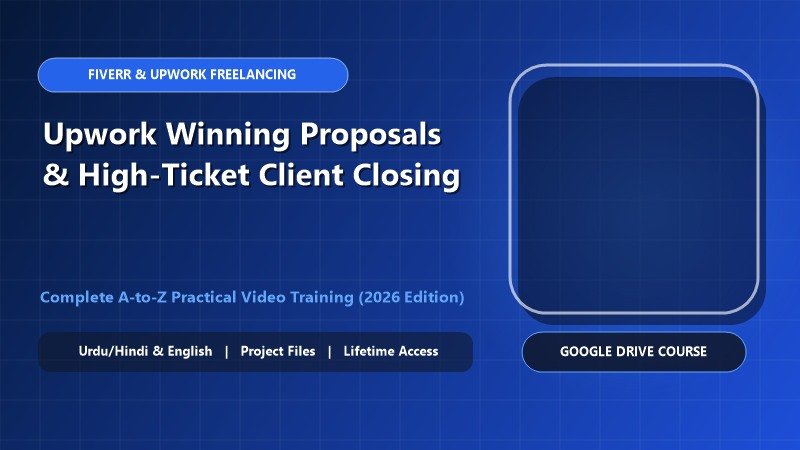 FIVERR & UPWORK FREELANCING
Upwork Winning Proposals
& High-Ticket Client Closing
Complete A-to-Z Practical Video Training (2026 Edition)
Urdu/Hindi & English | Project Files | Lifetime Access
GOOGLE DRIVE COURSE